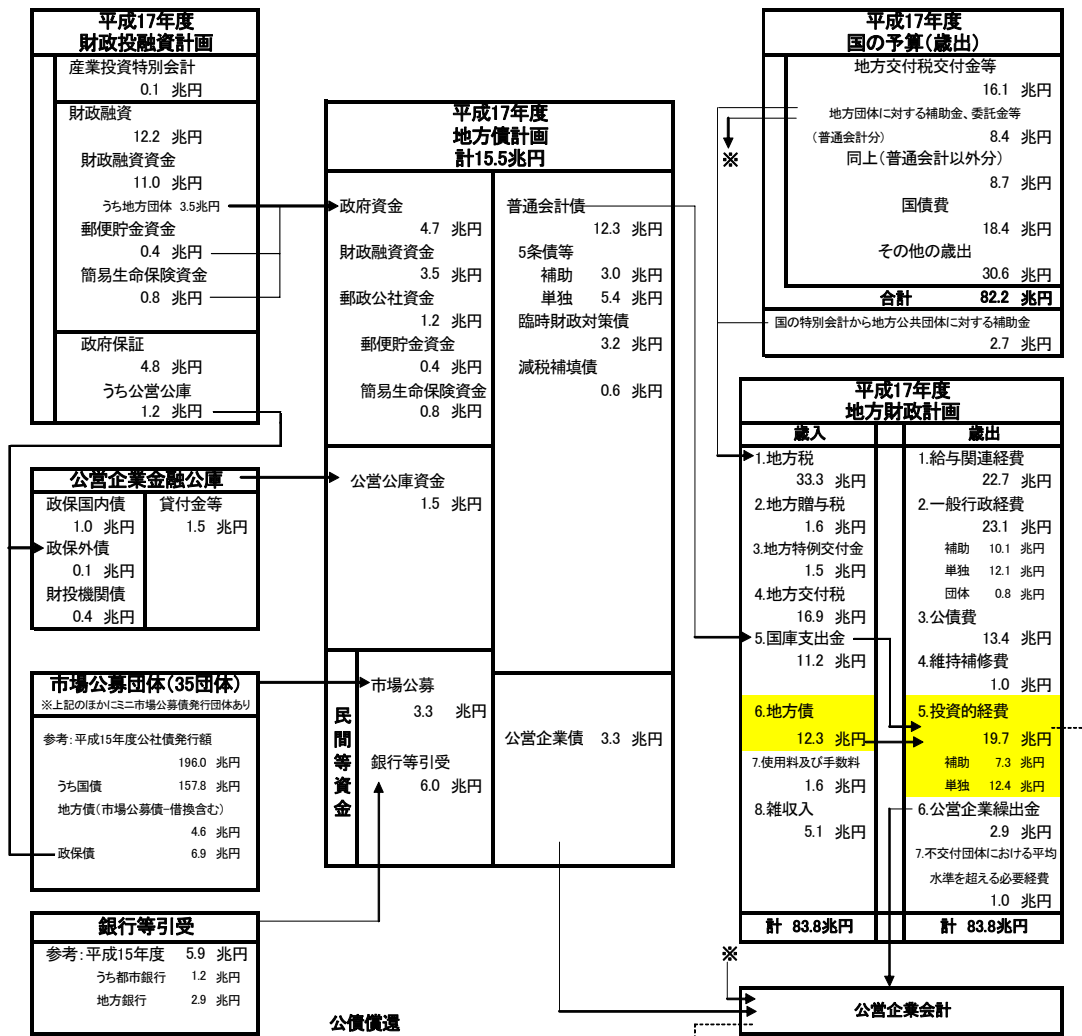 平成17年度
財政投融資計画
産業投資特別会計
0.1 兆円
財政融資
12.2 兆円
財政融資資金
11.0 兆円
うち地方団体 3.5兆円
郵便貯金資金
0.4 兆円
簡易生命保険資金
0.8 兆円
政府保証
4.8 兆円
うち公営公庫
1.2 兆円
公営企業金融公庫
政保国内債 貸付金等
1.0 兆円 1.5 兆円
政保外債
0.1 兆円
財投機関債
0.4 兆円
市場公募団体(35団体)
※上記のほかにミニ市場公募債発行団体あり
参考:平成15年度公社債発行額
196.0 兆円
うち国債 157.8 兆円
地方債(市場公募債-借換含む)
4.6 兆円
政保債 6.9 兆円
銀行等引受
参考:平成15年度 5.9 兆円
うち都市銀行 1.2 兆円
地方銀行 2.9 兆円
平成17年度
地方債計画
計15.5兆円
政府資金
4.7 兆円
財政融資資金
3.5 兆円
郵政公社資金
1.2 兆円
郵便貯金資金
0.4 兆円
簡易生命保険資金
0.8 兆円
公営公庫資金
1.5 兆円
民間等資金
市場公募
3.3 兆円
銀行等引受
6.0 兆円
普通会計債
12.3 兆円
5条債等
補助 3.0 兆円
単独 5.4 兆円
臨時財政対策債
3.2 兆円
減税補填債
0.6 兆円
公営企業債 3.3 兆円
公債償還
平成17年度
国の予算(歳出)
地方交付税交付金等
16.1 兆円
地方団体に対する補助金、委託金等
(普通会計分) 8.4 兆円
※
同上(普通会計以外分)
8.7 兆円
国債費
18.4 兆円
その他の歳出
30.6 兆円
合計 82.2 兆円
国の特別会計から地方公共団体に対する補助金
2.7 兆円
平成17年度
地方財政計画
歳入
1.地方税
33.3 兆円
2.地方贈与税
1.6 兆円
3.地方特例交付金
1.5 兆円
4.地方交付税
16.9 兆円
5.国庫支出金
11.2 兆円
6.地方債
12.3 兆円
7.使用料及び手数料
1.6 兆円
8.雑収入
5.1 兆円
計 83.8兆円
歳出
1.給与関連経費
22.7 兆円
2.一般行政経費
23.1 兆円
補助 10.1 兆円
単独 12.1 兆円
団体 0.8 兆円
3.公債費
13.4 兆円
4.維持補修費
1.0 兆円
5.投資的経費
19.7 兆円
補助 7.3 兆円
単独 12.4 兆円
6.公営企業繰出金
2.9 兆円
7.不交付団体における平均
水準を超える必要経費
1.0 兆円
計 83.8兆円
※
公営企業会計